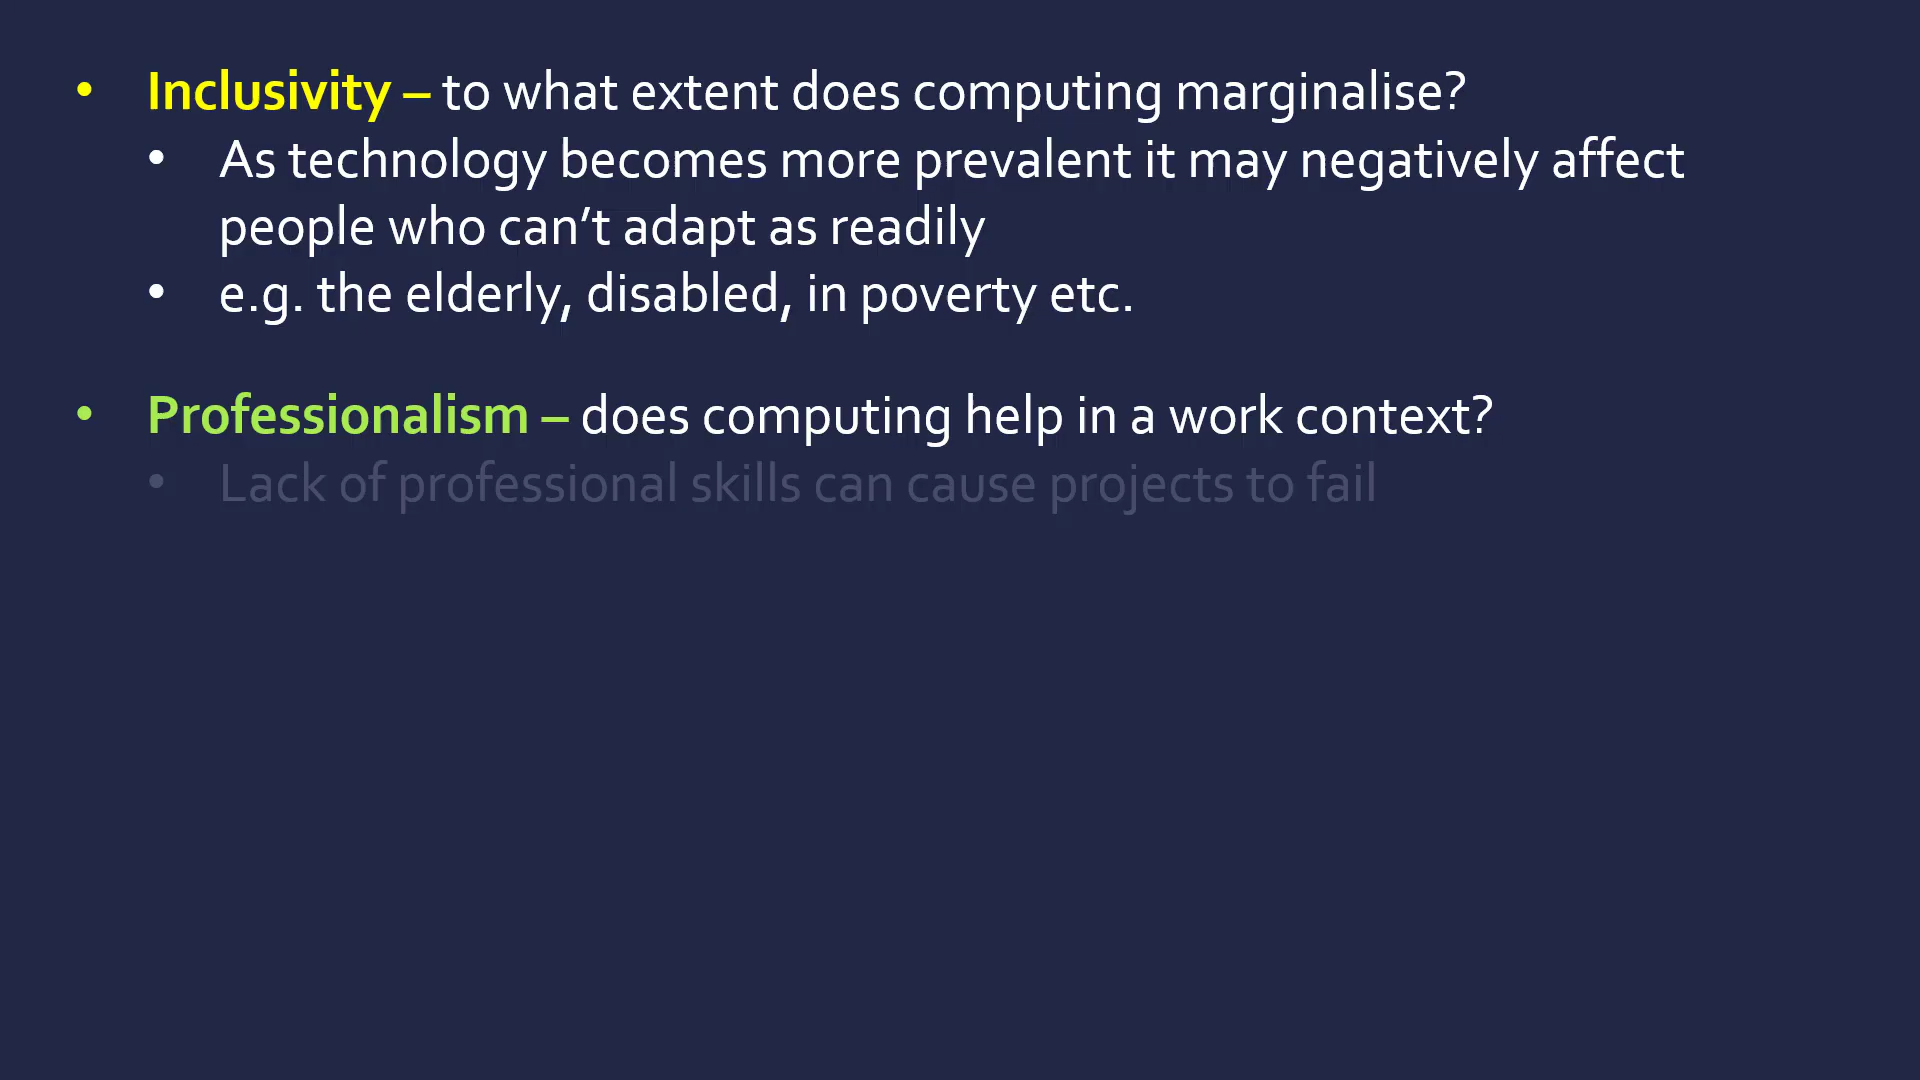 • Inclusivity – to what extent does computing marginalise?
• As technology becomes more prevalent it may negatively affect
people who can’t adapt as readily
• e.g. the elderly, disabled, in poverty etc.
• Professionalism – does computing help in a work context?
• Lack of professional skills can cause projects to fail